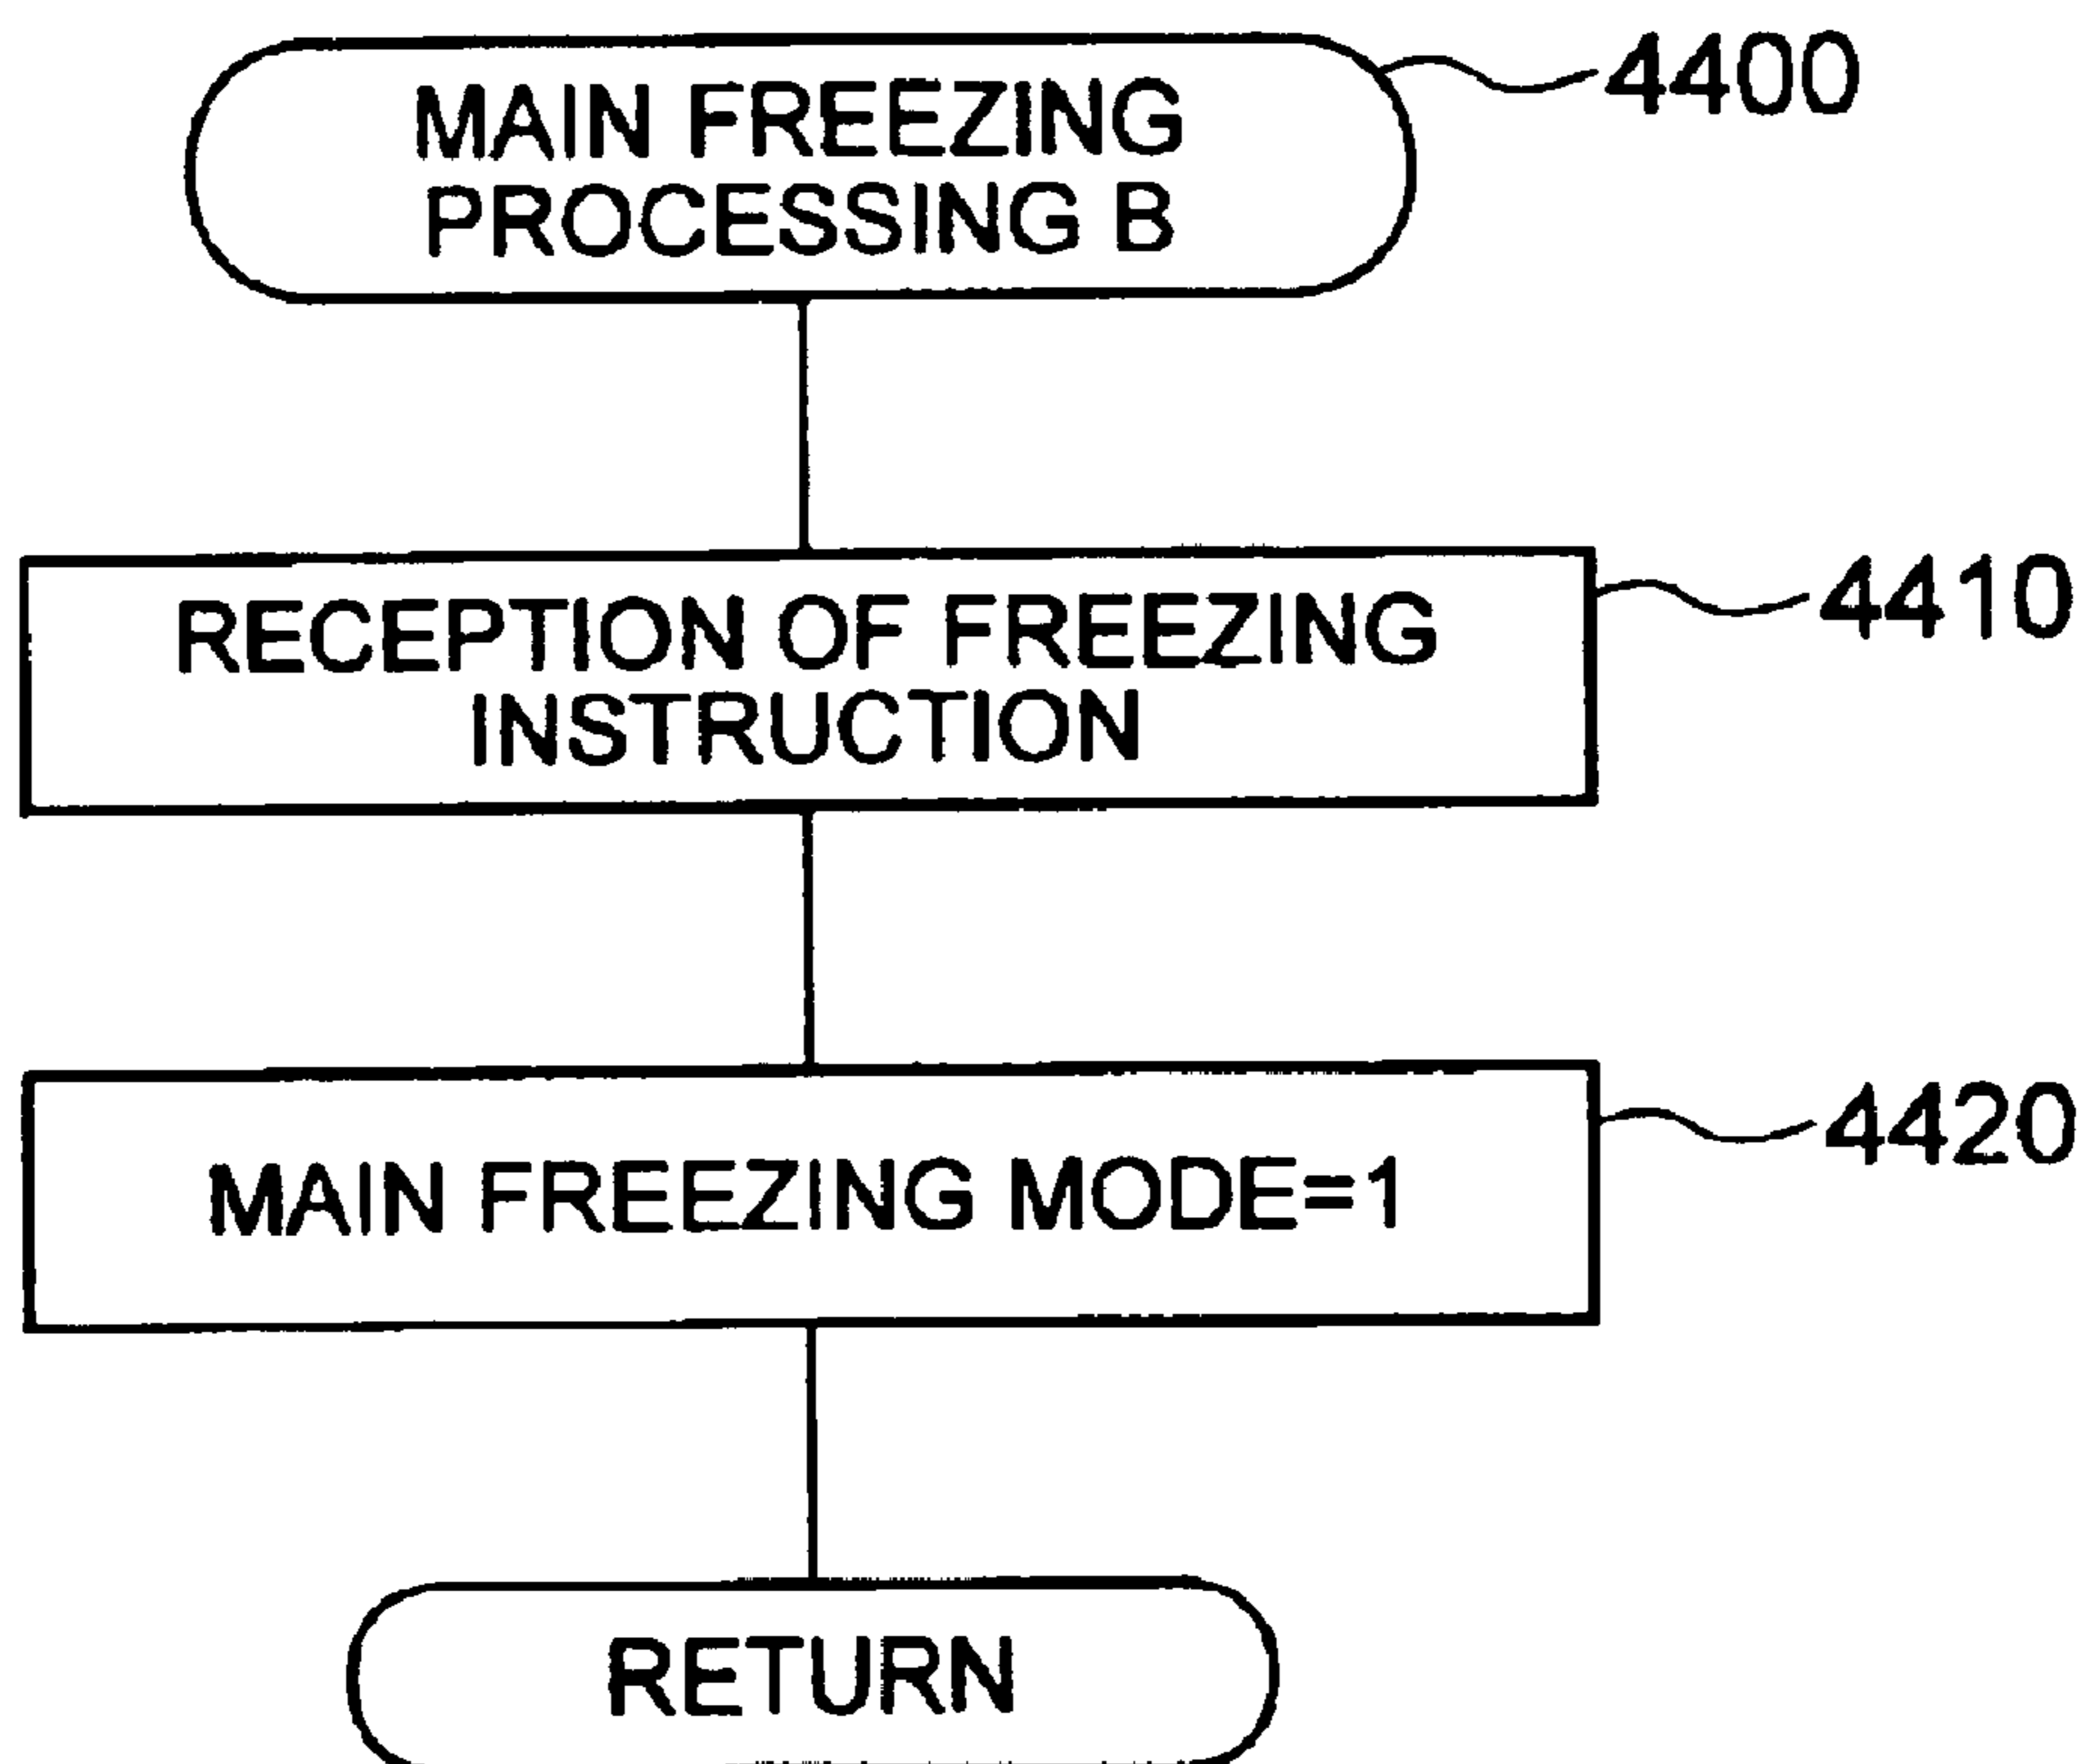 MAIN FREEZING
PROCESSING B
4400
RECEPTION OF FREEZING
INSTRUCTION
4410
MAIN FREEZING MODE=1
4420
RETURN